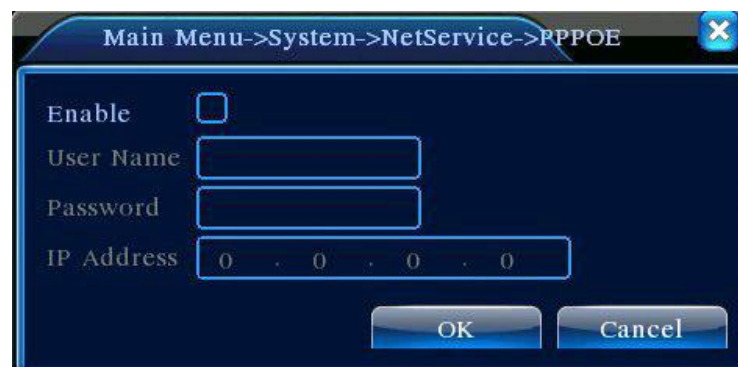 Main Menu->System->NetService->PPPOE
Enable
User Name
Password
IP Address 0 . 0 . 0 . 0
OK Cancel